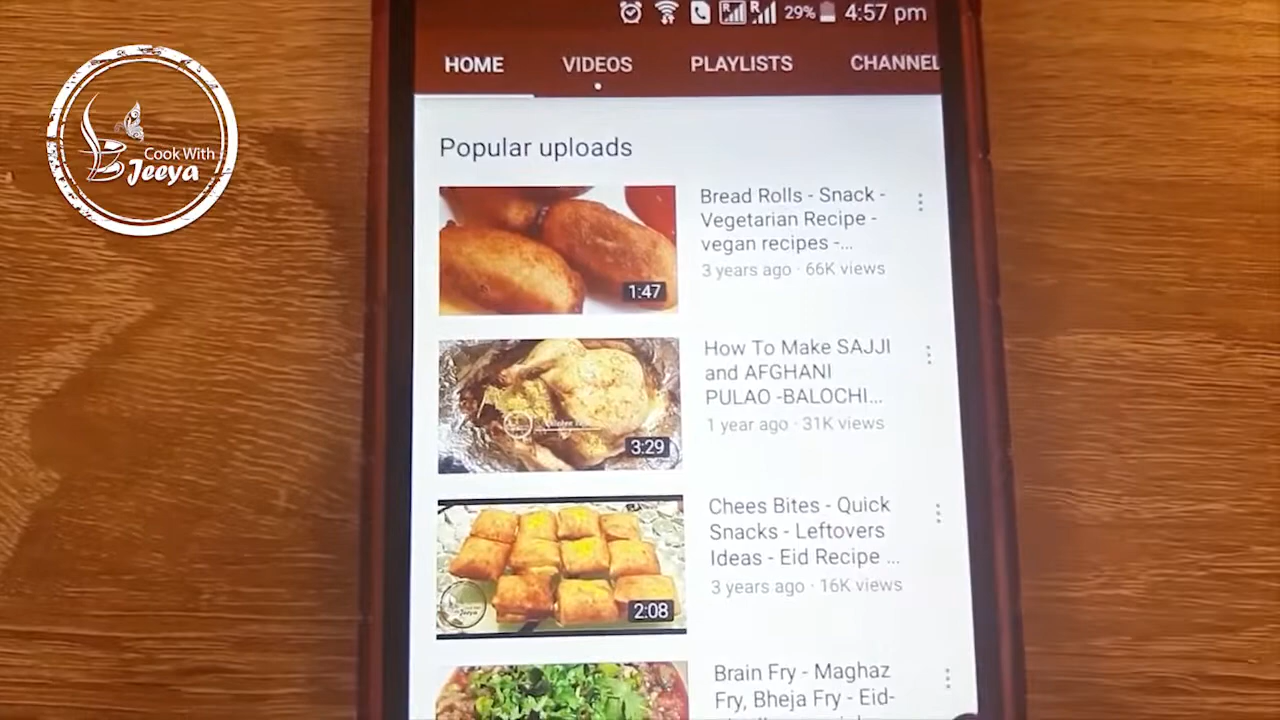 Cook With
Jeeya
29% 4:57 pm
HOME VIDEOS PLAYLISTS CHANNEL
Popular uploads
1:47
Bread Rolls - Snack -
Vegetarian Recipe -
vegan recipes -...
3 years ago · 66K views
3:29
How To Make SAJJI
and AFGHANI
PULAO -BALOCHI...
1 year ago · 31K views
Jeeya
2:08
Chees Bites - Quick
Snacks - Leftovers
Ideas - Eid Recipe ...
3 years ago · 16K views
Brain Fry - Maghaz
Fry, Bheja Fry - Eid-